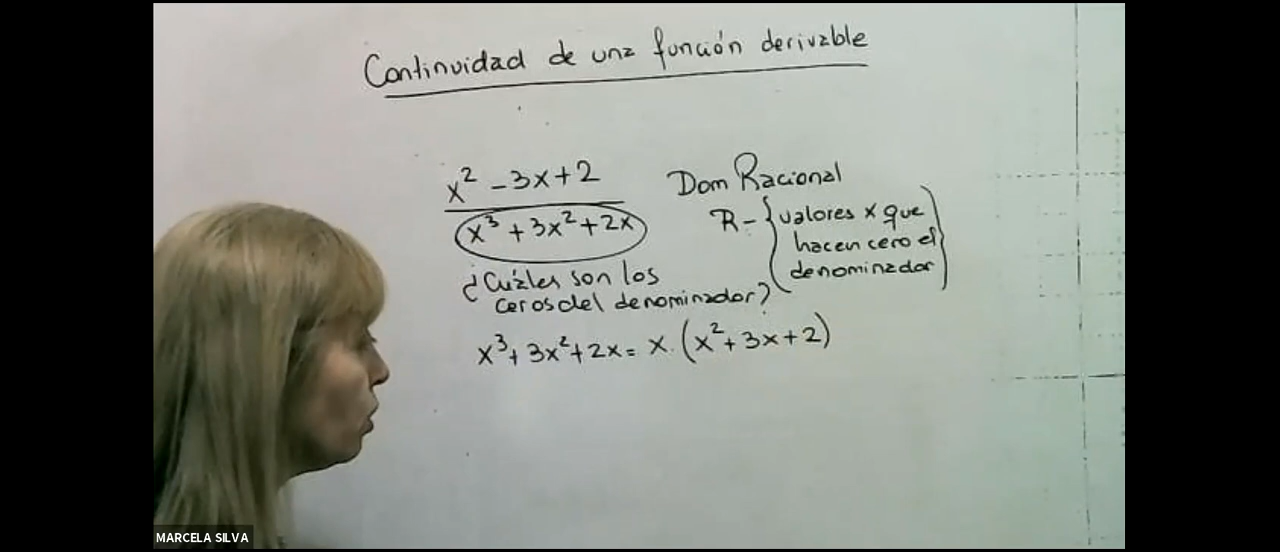 Continuidad de una función derivable
x² - 3x + 2
x³ + 3x² + 2x
Dom Racional
R - {valores x que
hacen cero el
denominador}
¿Cuáles son los
ceros del denominador?
x³ + 3x² + 2x = x · (x² + 3x + 2)
MARCELA SILVA